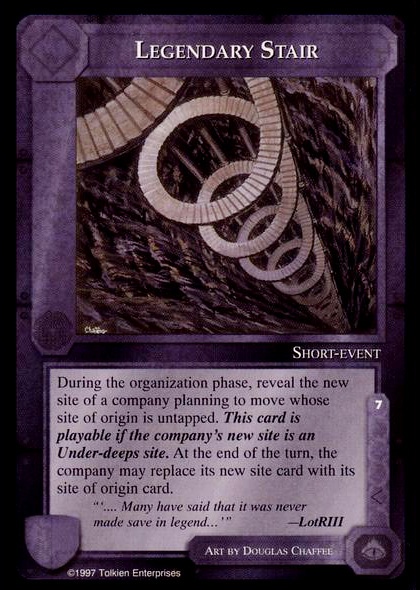 LEGENDARY STAIR
Chaffee
SHORT-EVENT
During the organization phase, reveal the new
site of a company planning to move whose
site of origin is untapped. This card is
playable if the company's new site is an
Under-deeps site. At the end of the turn, the
company may replace its new site card with its
site of origin card.
7
"'.... Many have said that it was never
made save in legend...'" —LotRIII
ART BY DOUGLAS CHAFFEE
©1997 Tolkien Enterprises